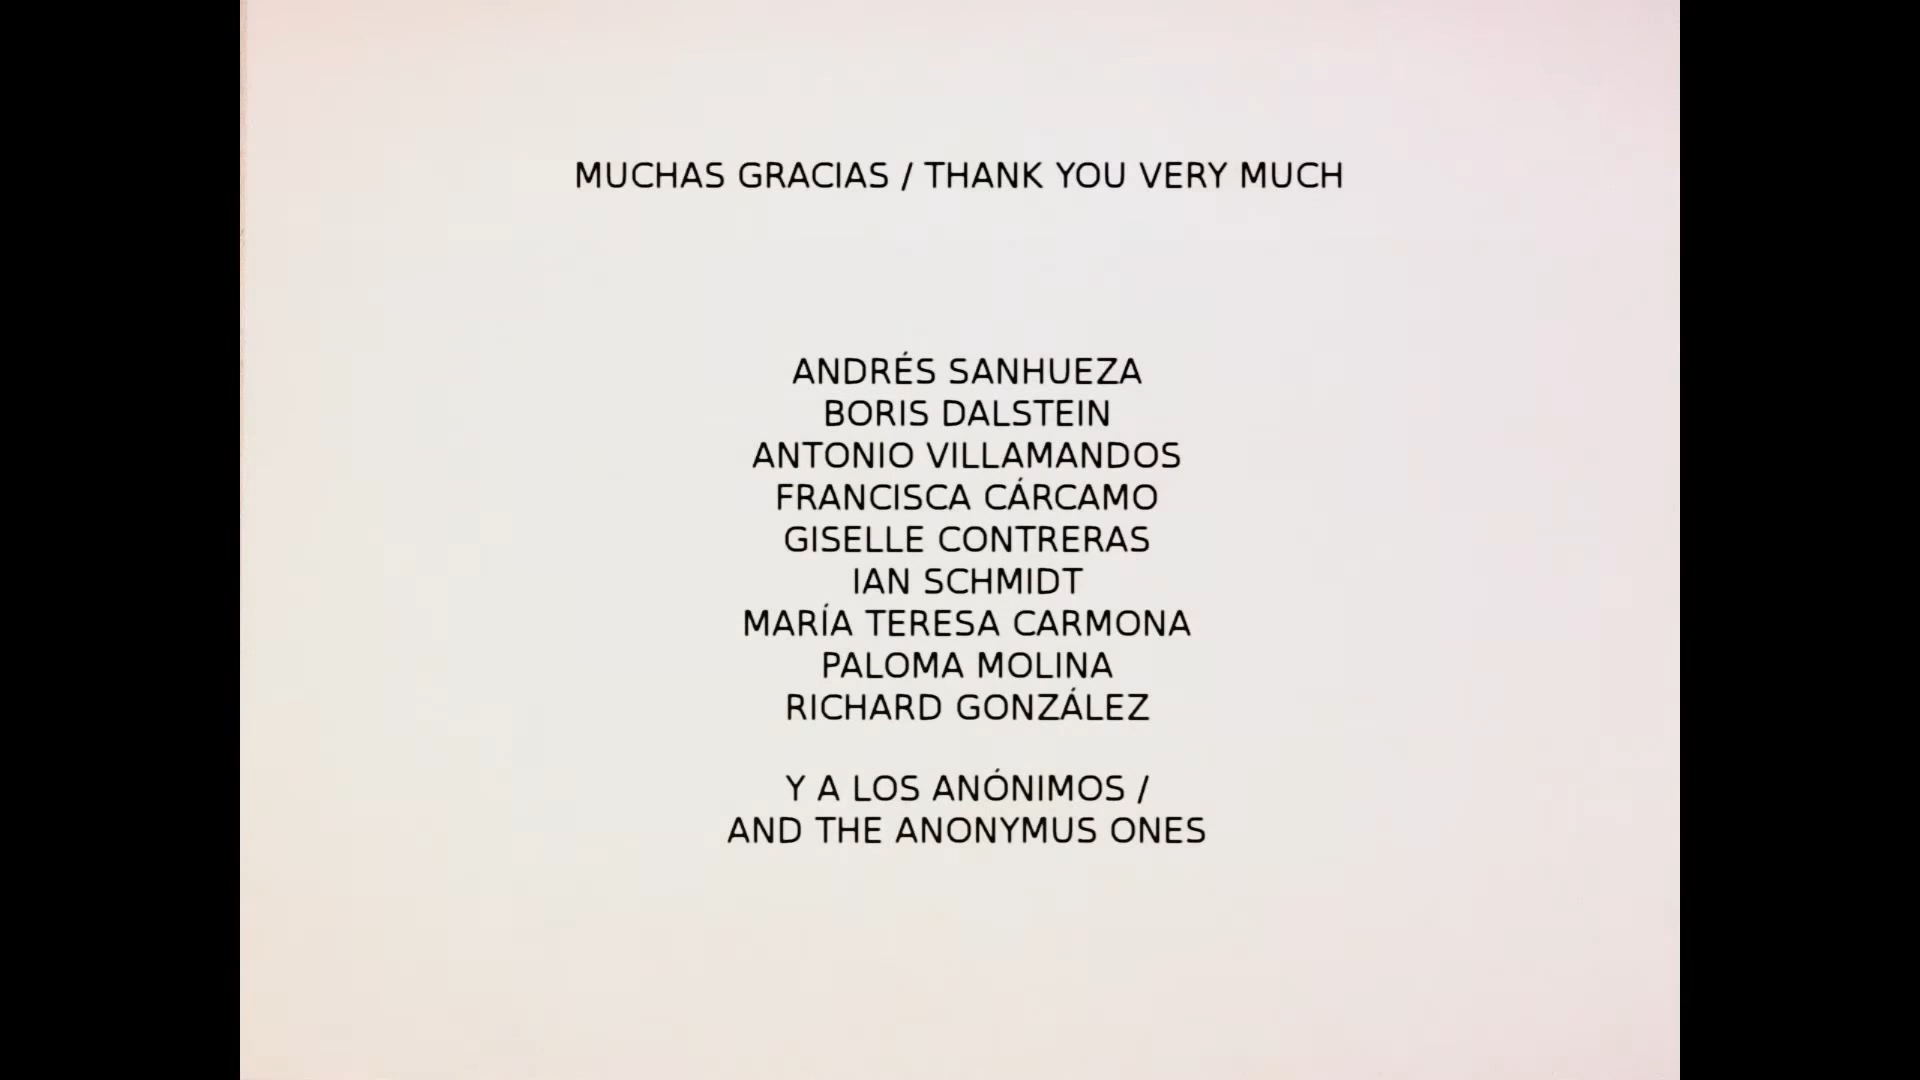 MUCHAS GRACIAS / THANK YOU VERY MUCH
ANDRÉS SANHUEZA
BORIS DALSTEIN
ANTONIO VILLAMANDOS
FRANCISCA CÁRCAMO
GISELLE CONTRERAS
IAN SCHMIDT
MARÍA TERESA CARMONA
PALOMA MOLINA
RICHARD GONZÁLEZ
Y A LOS ANÓNIMOS /
AND THE ANONYMUS ONES